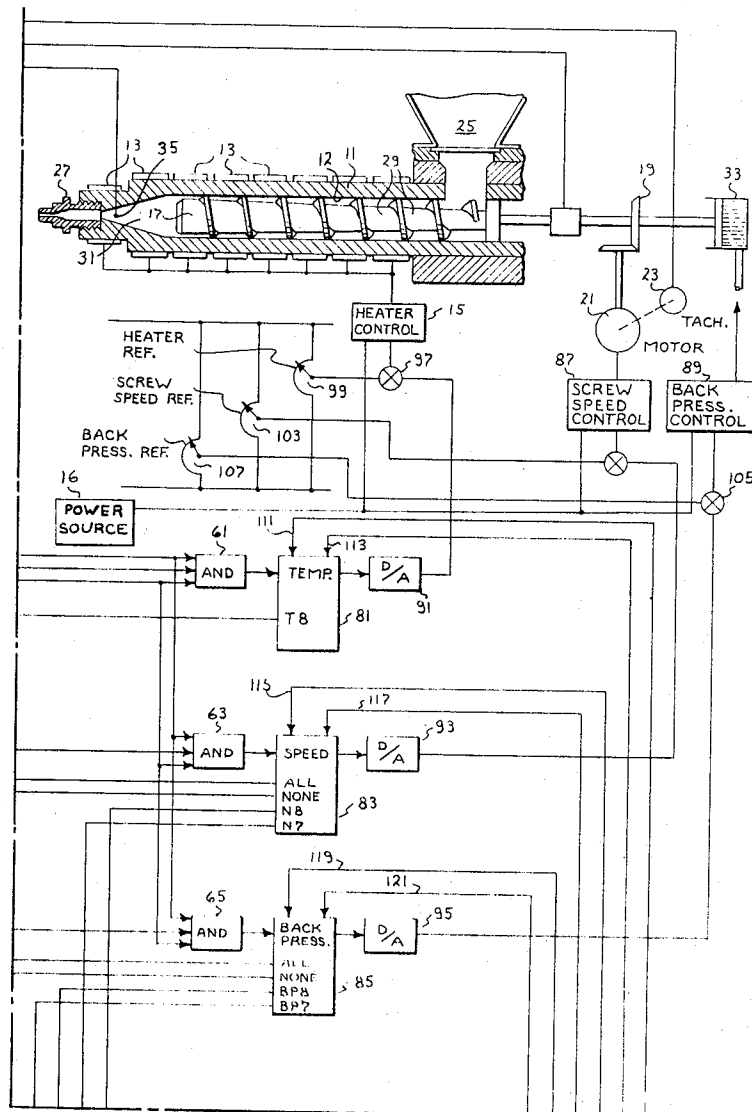 25
27
13
35
13
13
12
11
29
19
33
17
31
23
HEATER CONTROL
15
21
TACH.
HEATER REF.
97
MOTOR
87
89
99
SCREW SPEED REF.
SCREW SPEED CONTROL
BACK PRESS. CONTROL
103
BACK PRESS. REF.
107
105
16
POWER SOURCE
111
61
113
AND
TEMP.
D/A
91
T8
81
115
117
63
93
AND
SPEED
D/A
ALL
NONE
83
N8
N7
119
65
121
95
AND
BACK PRESS.
D/A
ALL
NONE
85
BP8
BP7